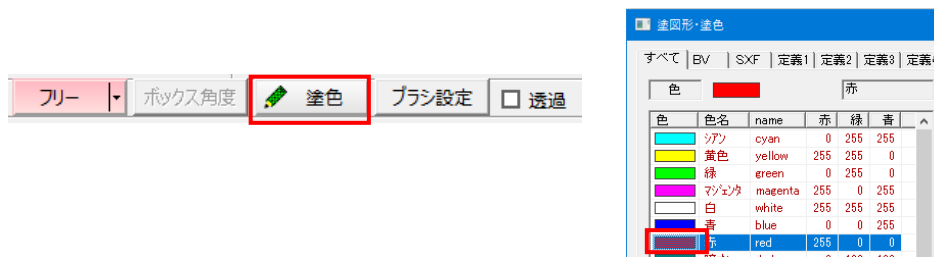 フリー ボックス角度 塗色 ブラシ設定 透過
塗図形・塗色
すべて BV SXF 定義1 定義2 定義3 定義4
色 赤
色 色名 name 赤 緑 青
シアン cyan 0 255 255
黄色 yellow 255 255 0
緑 green 0 255 0
マジェンタ magenta 255 0 255
白 white 255 255 255
青 blue 0 0 255
赤 red 255 0 0